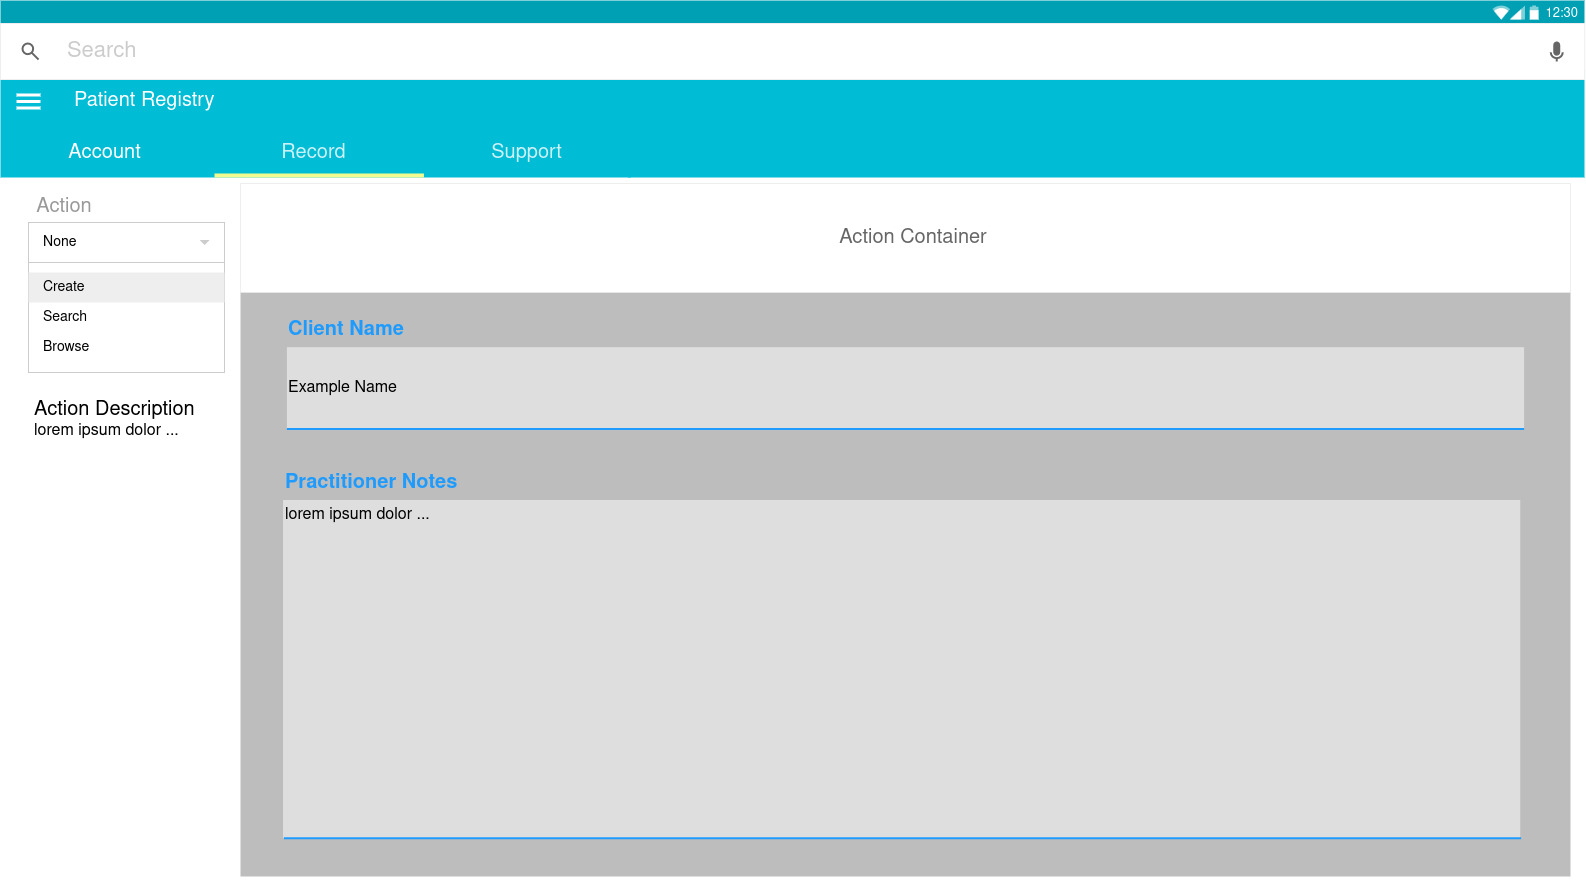 12:30
Search
Patient Registry
Account
Record
Support
Action
None
Create
Search
Browse
Action Description
lorem ipsum dolor ...
Action Container
Client Name
Example Name
Practitioner Notes
lorem ipsum dolor ...